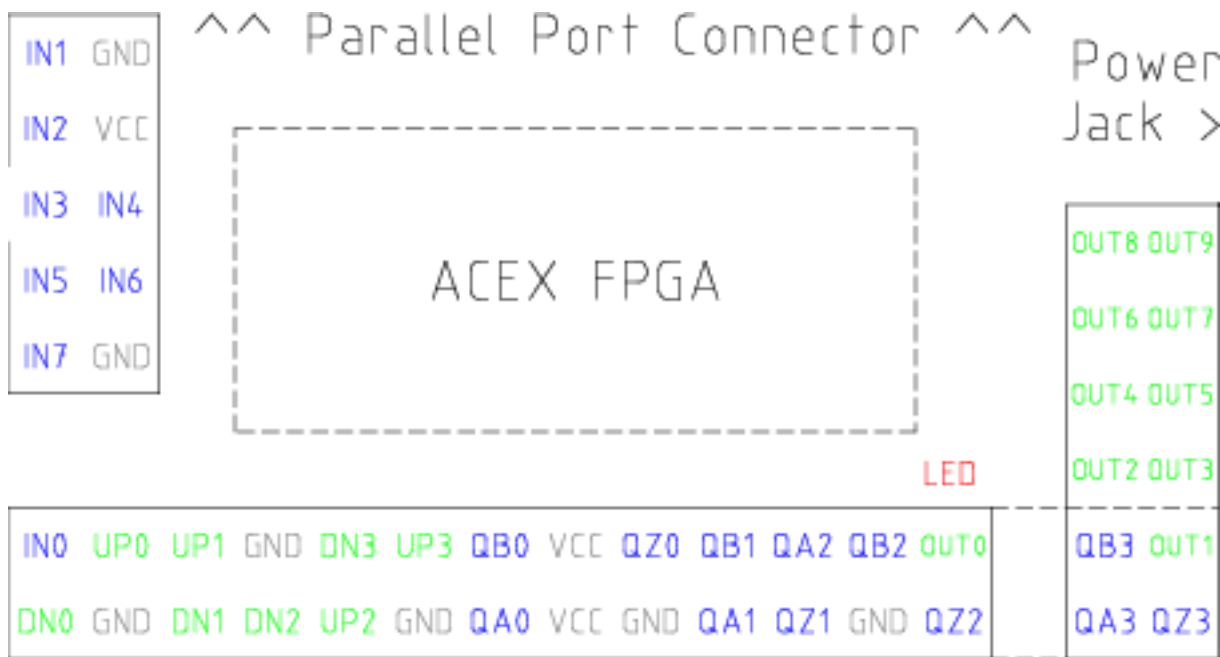 ^^ Parallel Port Connector ^^
Power
Jack >
IN1 GND
IN2 VCC
IN3 IN4
IN5 IN6
IN7 GND
ACEX FPGA
OUT8 OUT9
OUT6 OUT7
OUT4 OUT5
OUT2 OUT3
LED
IN0 UP0 UP1 GND DN3 UP3 QB0 VCC QZ0 QB1 QA2 QB2 OUT0 QB3 OUT1
DN0 GND DN1 DN2 UP2 GND QA0 VCC GND QA1 QZ1 GND QZ2 QA3 QZ3